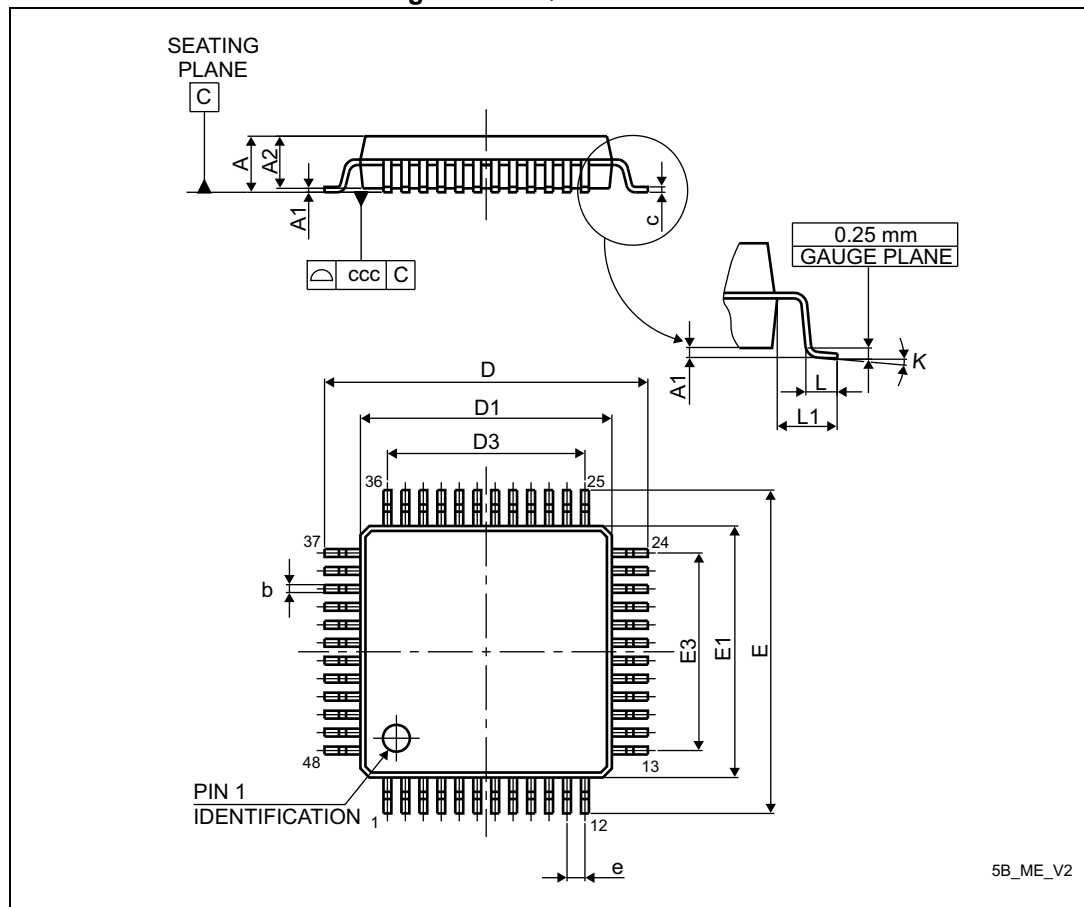 SEATING
PLANE
C
A
A2
A1
c
ccc C
0.25 mm
GAUGE PLANE
A1
K
L
L1
D
D1
D3
36
25
37
24
b
E3
E1
E
48
13
PIN 1
IDENTIFICATION
1
12
e
5B_ME_V2